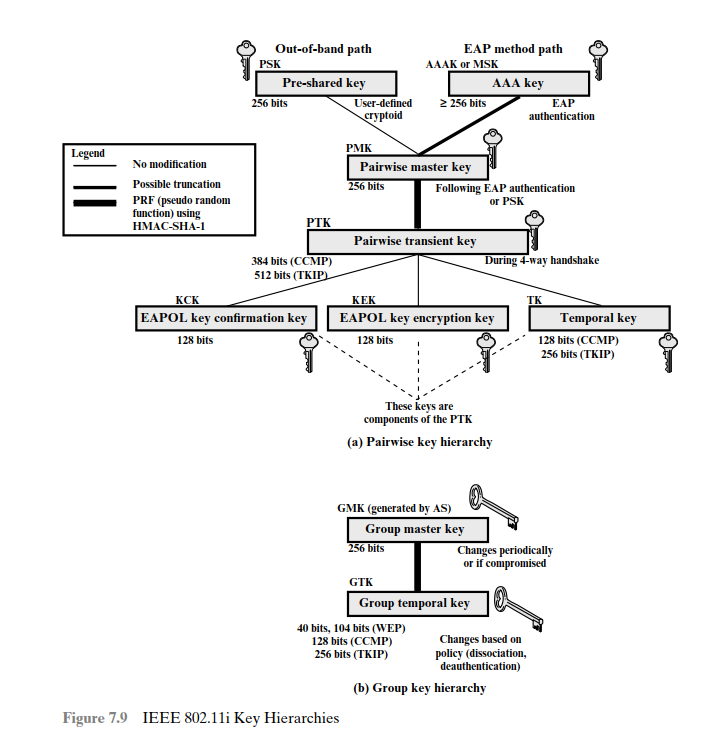 Out-of-band path
EAP method path
PSK
AAAK or MSK
Pre-shared key
AAA key
256 bits
User-defined
cryptoid
≥ 256 bits
EAP
authentication
Legend
No modification
Possible truncation
PRF (pseudo random
function) using
HMAC-SHA-1
PMK
Pairwise master key
256 bits
Following EAP authentication
or PSK
PTK
Pairwise transient key
384 bits (CCMP)
512 bits (TKIP)
During 4-way handshake
KCK
KEK
TK
EAPOL key confirmation key
EAPOL key encryption key
Temporal key
128 bits
128 bits
128 bits (CCMP)
256 bits (TKIP)
These keys are
components of the PTK
(a) Pairwise key hierarchy
GMK (generated by AS)
Group master key
256 bits
Changes periodically
or if compromised
GTK
Group temporal key
40 bits, 104 bits (WEP)
128 bits (CCMP)
256 bits (TKIP)
Changes based on
policy (dissociation,
deauthentication)
(b) Group key hierarchy
Figure 7.9 IEEE 802.11i Key Hierarchies